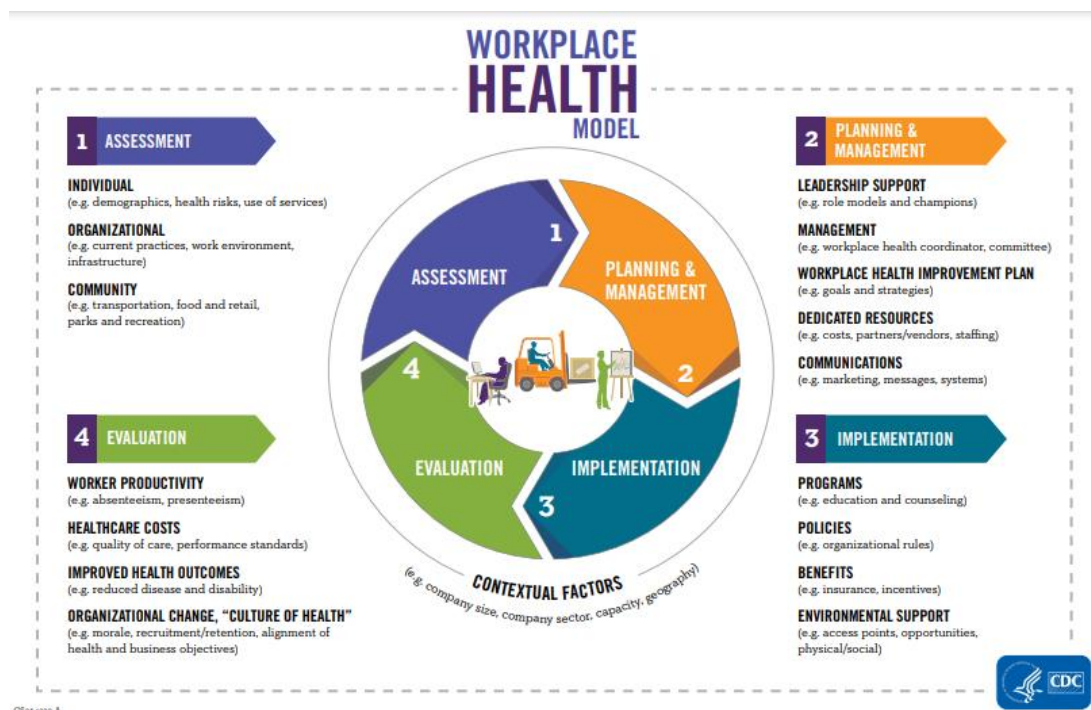 WORKPLACE
HEALTH
MODEL
1 ASSESSMENT
INDIVIDUAL
(e.g. demographics, health risks, use of services)
ORGANIZATIONAL
(e.g. current practices, work environment,
infrastructure)
COMMUNITY
(e.g. transportation, food and retail,
parks and recreation)
2 PLANNING &
MANAGEMENT
LEADERSHIP SUPPORT
(e.g. role models and champions)
MANAGEMENT
(e.g. workplace health coordinator, committee)
WORKPLACE HEALTH IMPROVEMENT PLAN
(e.g. goals and strategies)
DEDICATED RESOURCES
(e.g. costs, partners/vendors, staffing)
COMMUNICATIONS
(e.g. marketing, messages, systems)
1
ASSESSMENT
PLANNING &
MANAGEMENT
2
4
EVALUATION
IMPLEMENTATION
3
CONTEXTUAL FACTORS
(e.g. company size, company sector, capacity, geography)
4 EVALUATION
WORKER PRODUCTIVITY
(e.g. absenteeism, presenteeism)
HEALTHCARE COSTS
(e.g. quality of care, performance standards)
IMPROVED HEALTH OUTCOMES
(e.g. reduced disease and disability)
ORGANIZATIONAL CHANGE, “CULTURE OF HEALTH”
(e.g. morale, recruitment/retention, alignment of
health and business objectives)
3 IMPLEMENTATION
PROGRAMS
(e.g. education and counseling)
POLICIES
(e.g. organizational rules)
BENEFITS
(e.g. insurance, incentives)
ENVIRONMENTAL SUPPORT
(e.g. access points, opportunities,
physical/social)
CDC